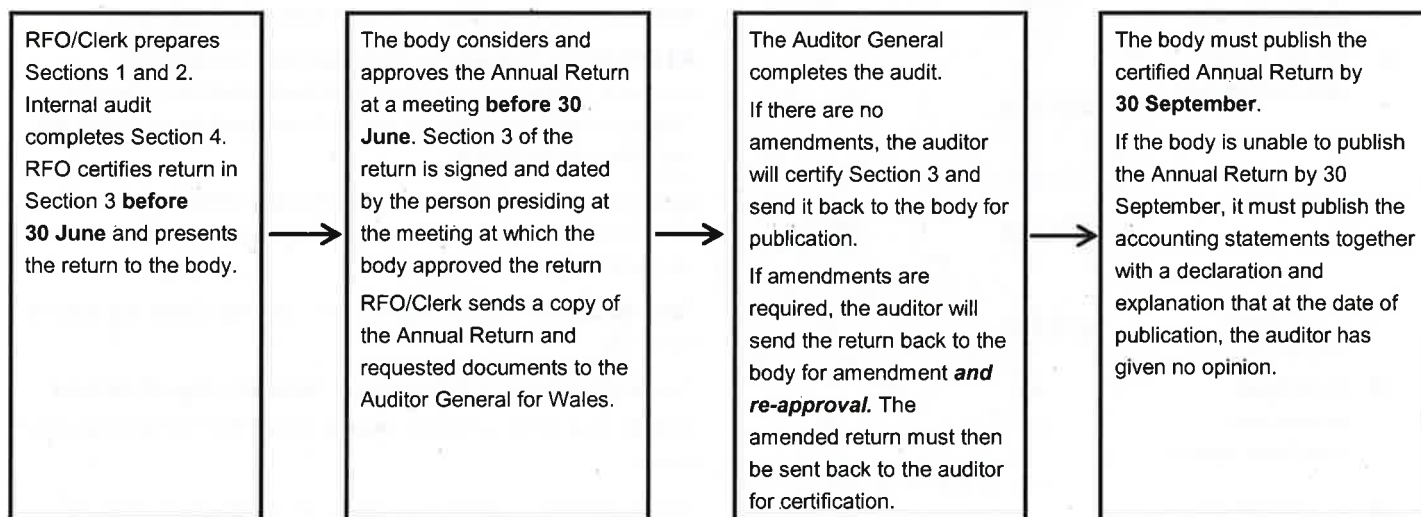 RFO/Clerk prepares
Sections 1 and 2.
Internal audit
completes Section 4.
RFO certifies return in
Section 3 before
30 June and presents
the return to the body.
The body considers and
approves the Annual Return
at a meeting before 30
June. Section 3 of the
return is signed and dated
by the person presiding at
the meeting at which the
body approved the return
RFO/Clerk sends a copy of
the Annual Return and
requested documents to the
Auditor General for Wales.
The Auditor General
completes the audit.
If there are no
amendments, the auditor
will certify Section 3 and
send it back to the body for
publication.
If amendments are
required, the auditor will
send the return back to the
body for amendment and
re-approval. The
amended return must then
be sent back to the auditor
for certification.
The body must publish the
certified Annual Return by
30 September.
If the body is unable to publish
the Annual Return by 30
September, it must publish the
accounting statements together
with a declaration and
explanation that at the date of
publication, the auditor has
given no opinion.